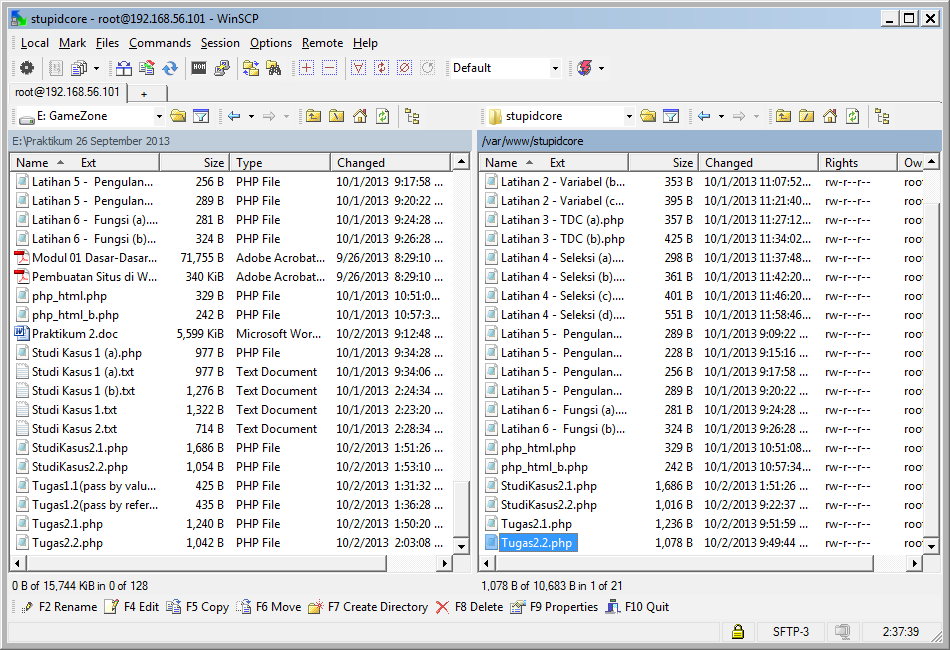 stupidcore - root@192.168.56.101 - WinSCP
Local Mark Files Commands Session Options Remote Help
Default
root@192.168.56.101 +
E: GameZone
stupidcore
E:\Praktikum 26 September 2013
/var/www/stupidcore
Name Ext Size Type Changed
Latihan 5 - Pengulan... 256 B PHP File 10/1/2013 9:17:58 ...
Latihan 5 - Pengulan... 289 B PHP File 10/1/2013 9:20:22 ...
Latihan 6 - Fungsi (a)... 281 B PHP File 10/1/2013 9:24:28 ...
Latihan 6 - Fungsi (b)... 324 B PHP File 10/1/2013 9:26:28 ...
Modul 01 Dasar-Dasar... 71,755 B Adobe Acrobat... 9/26/2013 8:29:10 ...
Pembuatan Situs di W... 340 KiB Adobe Acrobat... 9/26/2013 8:29:10 ...
php_html.php 329 B PHP File 10/1/2013 10:51:0...
php_html_b.php 242 B PHP File 10/1/2013 10:57:3...
Praktikum 2.doc 5,599 KiB Microsoft Wor... 10/2/2013 9:12:48
Studi Kasus 1 (a).php 977 B PHP File 10/1/2013 9:34:28 ...
Studi Kasus 1 (a).txt 977 B Text Document 10/1/2013 9:34:06 ...
Studi Kasus 1 (b).txt 1,276 B Text Document 10/1/2013 2:24:34 ...
Studi Kasus 1.txt 1,322 B Text Document 10/1/2013 2:23:20 ...
Studi Kasus 2.txt 714 B Text Document 10/1/2013 2:28:34 ...
StudiKasus2.1.php 1,686 B PHP File 10/2/2013 1:51:26 ...
StudiKasus2.2.php 1,054 B PHP File 10/2/2013 1:53:10 ...
Tugas1.1(pass by valu... 425 B PHP File 10/2/2013 1:31:32 ...
Tugas1.2(pass by refer... 435 B PHP File 10/2/2013 1:36:28 ...
Tugas2.1.php 1,240 B PHP File 10/2/2013 1:50:20 ...
Tugas2.2.php 1,042 B PHP File 10/2/2013 2:03:08 ...
Name Ext Size Changed Rights Ow
Latihan 2 - Variabel (b... 353 B 10/1/2013 11:07:52... rw-r--r-- roo
Latihan 2 - Variabel (c... 395 B 10/1/2013 11:21:40... rw-r--r-- roo
Latihan 3 - TDC (a).php 357 B 10/1/2013 11:27:12... rw-r--r-- roo
Latihan 3 - TDC (b).php 425 B 10/1/2013 11:34:02... rw-r--r-- roo
Latihan 4 - Seleksi (a).... 298 B 10/1/2013 11:37:48... rw-r--r-- roo
Latihan 4 - Seleksi (b)... 361 B 10/1/2013 11:42:20... rw-r--r-- roo
Latihan 4 - Seleksi (c)... 401 B 10/1/2013 11:46:20... rw-r--r-- roo
Latihan 4 - Seleksi (d)... 551 B 10/1/2013 11:58:46... rw-r--r-- roo
Latihan 5 - Pengulan... 289 B 10/1/2013 9:09:22 ... rw-r--r-- roo
Latihan 5 - Pengulan... 228 B 10/1/2013 9:15:16 ... rw-r--r-- roo
Latihan 5 - Pengulan... 256 B 10/1/2013 9:17:58 ... rw-r--r-- roo
Latihan 5 - Pengulan... 289 B 10/1/2013 9:20:22 ... rw-r--r-- roo
Latihan 6 - Fungsi (a).... 281 B 10/1/2013 9:24:28 ... rw-r--r-- roo
Latihan 6 - Fungsi (b)... 324 B 10/1/2013 9:26:28 ... rw-r--r-- roo
php_html.php 329 B 10/1/2013 10:51:08... rw-r--r-- roo
php_html_b.php 242 B 10/1/2013 10:57:34... rw-r--r-- roo
StudiKasus2.1.php 1,686 B 10/2/2013 1:51:26 ... rw-r--r-- roo
StudiKasus2.2.php 1,016 B 10/2/2013 9:22:37 ... rw-r--r-- roo
Tugas2.1.php 1,236 B 10/2/2013 9:51:59 ... rw-r--r-- roo
Tugas2.2.php 1,078 B 10/2/2013 9:49:44 ... rw-r--r-- roo
0 B of 15,744 KiB in 0 of 128
1,078 B of 10,683 B in 1 of 21
F2 Rename F4 Edit F5 Copy F6 Move F7 Create Directory F8 Delete F9 Properties F10 Quit
SFTP-3 2:37:39